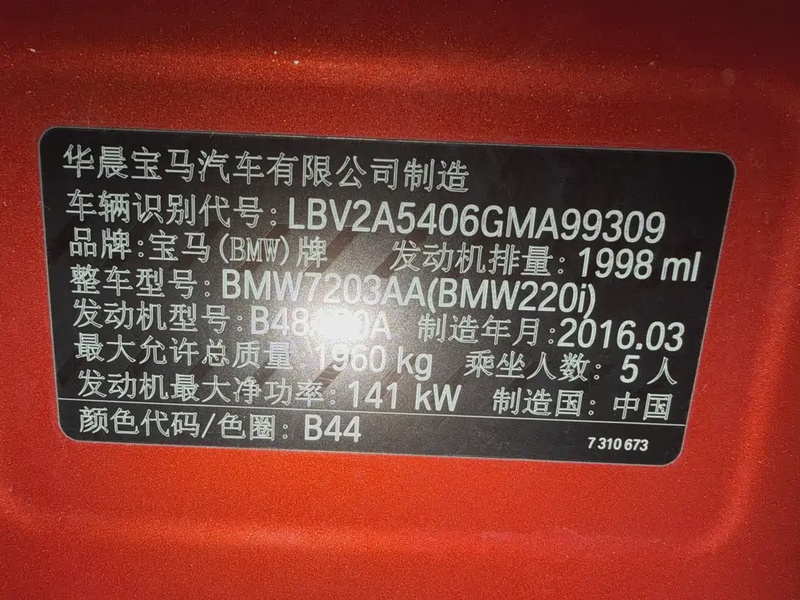 华晨宝马汽车有限公司制造
车辆识别代号: LBV2A5406GMA99309
品牌: 宝马(BMW)牌 发动机排量: 1998 ml
整车型号: BMW7203AA(BMW220i)
发动机型号: 制造年月: 2016.03
最大允许总质量 1960 kg 乘坐人数: 5 人
发动机最大净功率: 141 kW 制造国: 中国
颜色代码/色圈: B44
7 310 673